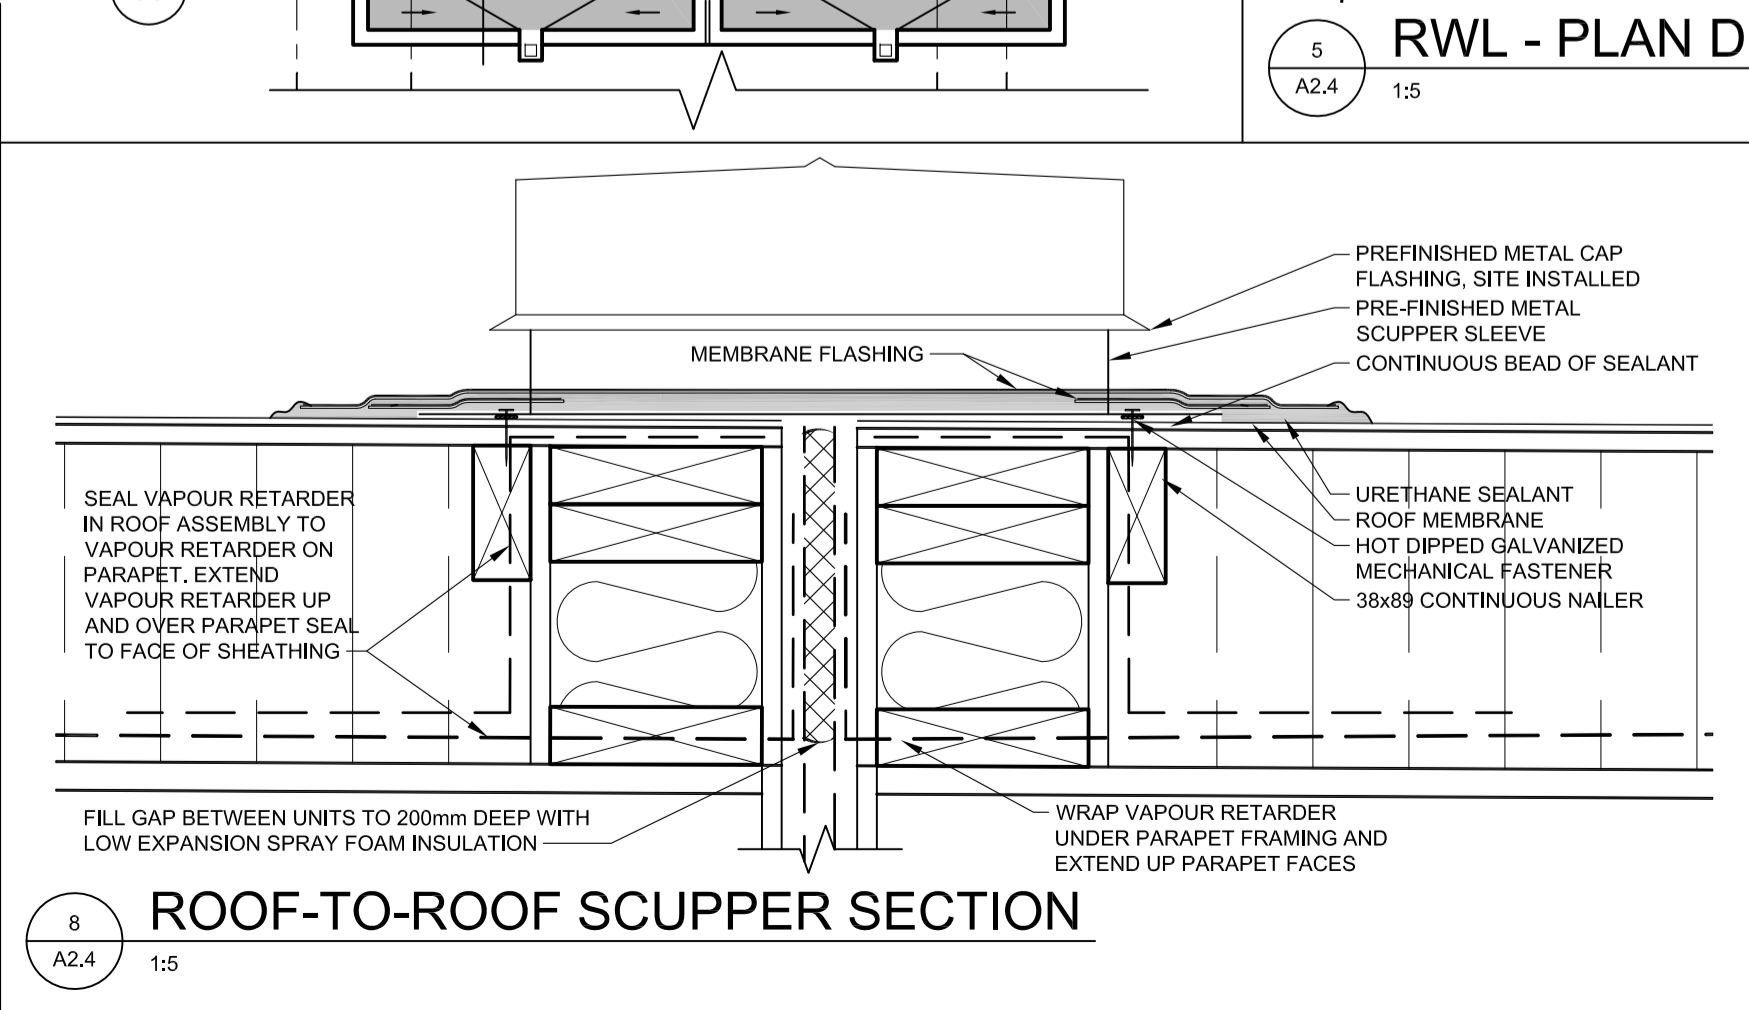 5
A2.4
RWL - PLAN D
1:5
PREFINISHED METAL CAP
FLASHING, SITE INSTALLED
PRE-FINISHED METAL
SCUPPER SLEEVE
CONTINUOUS BEAD OF SEALANT
MEMBRANE FLASHING
SEAL VAPOUR RETARDER
IN ROOF ASSEMBLY TO
VAPOUR RETARDER ON
PARAPET. EXTEND
VAPOUR RETARDER UP
AND OVER PARAPET SEAL
TO FACE OF SHEATHING
URETHANE SEALANT
ROOF MEMBRANE
HOT DIPPED GALVANIZED
MECHANICAL FASTENER
38x89 CONTINUOUS NAILER
FILL GAP BETWEEN UNITS TO 200mm DEEP WITH
LOW EXPANSION SPRAY FOAM INSULATION
WRAP VAPOUR RETARDER
UNDER PARAPET FRAMING AND
EXTEND UP PARAPET FACES
8
A2.4
ROOF-TO-ROOF SCUPPER SECTION
1:5